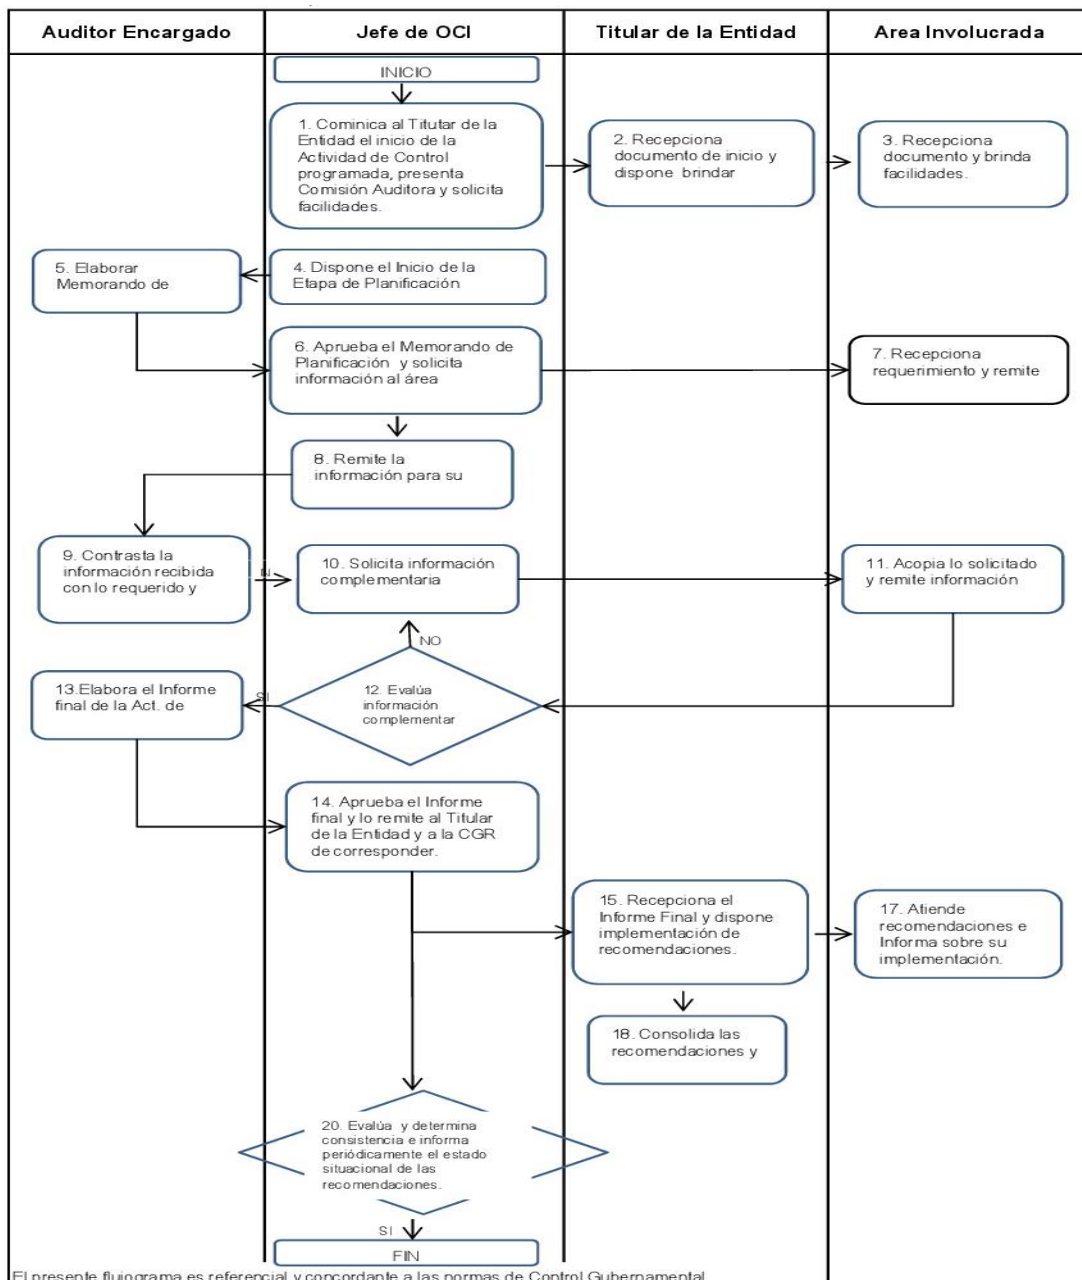 Auditor Encargado
Jefe de OCI
Titular de la Entidad
Area Involucrada
INICIO
1. Cominica al Titutar de la
Entidad el inicio de la
Actividad de Control
programada, presenta
Comisión Auditora y solicita
facilidades.
2. Recepciona
documento de inicio y
dispone brindar
3. Recepciona
documento y brinda
facilidades.
5. Elaborar
Memorando de
4. Dispone el Inicio de la
Etapa de Planificación
6. Aprueba el Memorando de
Planificación y solicita
información al área
7. Recepciona
requerimiento y remite
8. Remite la
información para su
9. Contrasta la
información recibida
con lo requerido y
N
10. Solicita información
complementaria
11. Acopia lo solicitado
y remite información
NO
13.Elabora el Informe
final de la Act. de
SI
12. Evalúa
información
complementar
14. Aprueba el Informe
final y lo remite al Titular
de la Entidad y a la CGR
de corresponder.
15. Recepciona el
Informe Final y dispone
implementación de
recomendaciones.
17. Atiende
recomendaciones e
Informa sobre su
implementación.
18. Consolida las
recomendaciones y
20. Evalúa y determina
consistencia e informa
periódicamente el estado
situacional de las
recomendaciones.
SI
FIN
El presente flujograma es referencial y concordante a las normas de Control Gubernamental